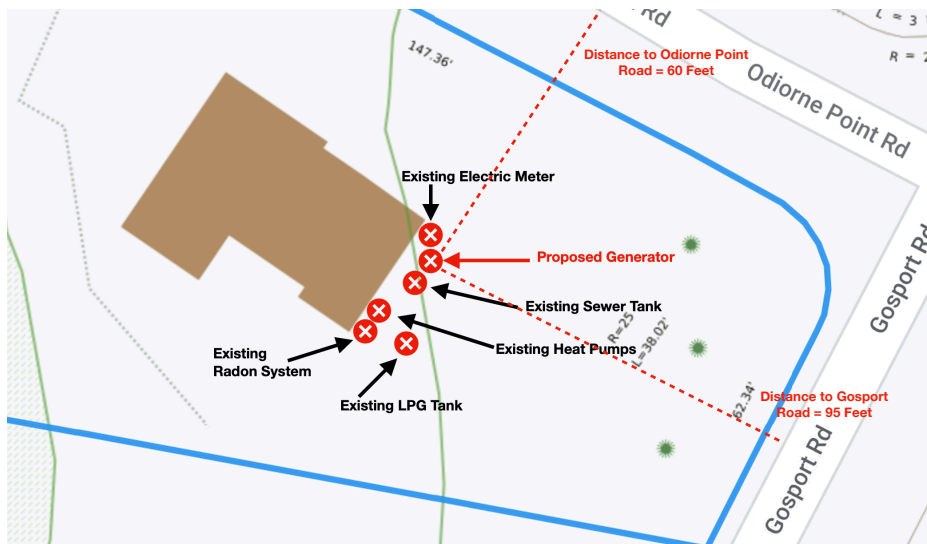 Rd
L = 3
R = 2
147.36'
Distance to Odiorne Point
Road = 60 Feet
Odiorne Point Rd
Existing Electric Meter
Proposed Generator
Gosport Rd
Existing Sewer Tank
R=25
L=38.02'
Existing Heat Pumps
Existing
Radon System
62.34'
Distance to Gosport
Road = 95 Feet
Existing LPG Tank
Gosport Rd